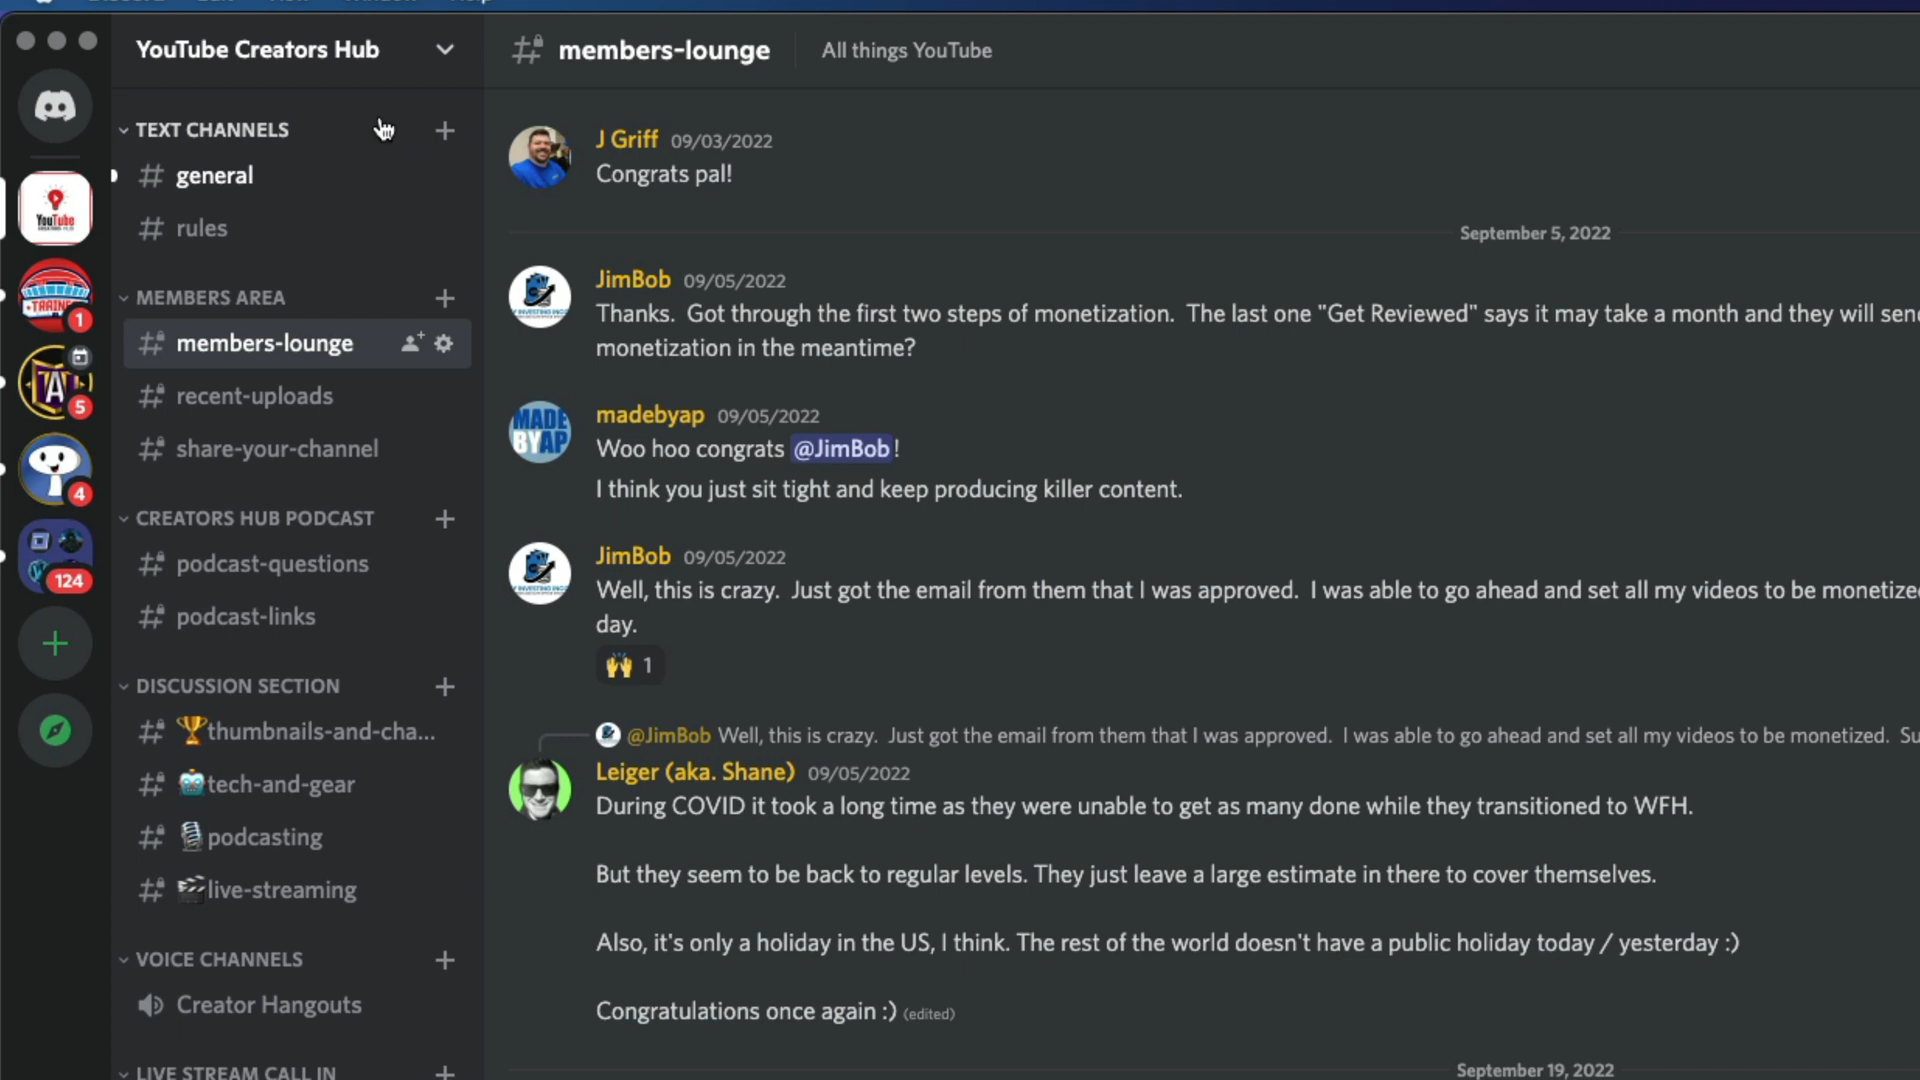 YouTube Creators Hub
TEXT CHANNELS
general
rules
MEMBERS AREA
members-lounge
recent-uploads
share-your-channel
CREATORS HUB PODCAST
podcast-questions
podcast-links
DISCUSSION SECTION
🏆thumbnails-and-cha...
🤖tech-and-gear
🎙podcasting
🎬live-streaming
VOICE CHANNELS
Creator Hangouts
LIVE STREAM CALL IN
YouTube
TRAINE
1
A
5
4
124
members-lounge
All things YouTube
J Griff 09/03/2022
Congrats pal!
September 5, 2022
JimBob 09/05/2022
Thanks. Got through the first two steps of monetization. The last one "Get Reviewed" says it may take a month and they will send
monetization in the meantime?
MADE
BYAP
madebyap 09/05/2022
Woo hoo congrats @JimBob!
I think you just sit tight and keep producing killer content.
JimBob 09/05/2022
Well, this is crazy. Just got the email from them that I was approved. I was able to go ahead and set all my videos to be monetize
day.
🙌 1
@JimBob Well, this is crazy. Just got the email from them that I was approved. I was able to go ahead and set all my videos to be monetized. Su
Leiger (aka. Shane) 09/05/2022
During COVID it took a long time as they were unable to get as many done while they transitioned to WFH.
But they seem to be back to regular levels. They just leave a large estimate in there to cover themselves.
Also, it's only a holiday in the US, I think. The rest of the world doesn't have a public holiday today / yesterday :)
Congratulations once again :) (edited)
September 19, 2022